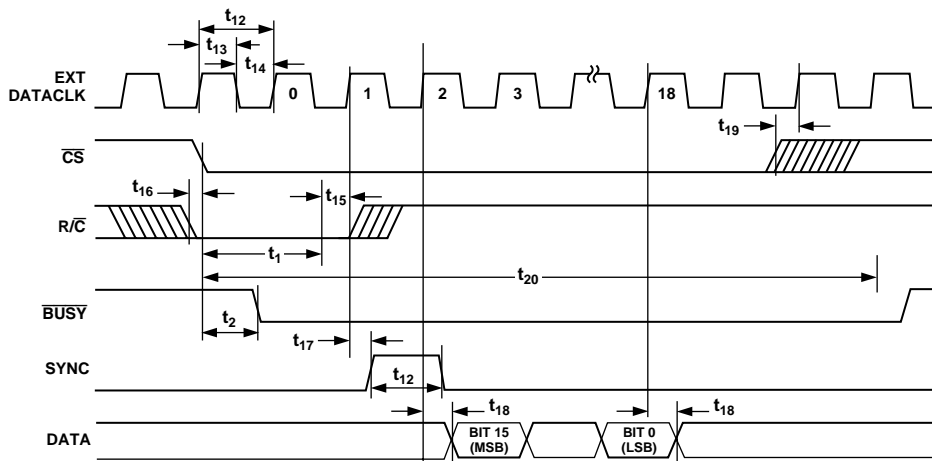 t12
t13
t14
EXT
DATACLK
0 1 2 3 18
t19
CS
t16
t15
R/C
t1
t20
BUSY
t2
t17
SYNC
t12
t18 t18
DATA
BIT 15
(MSB)
BIT 0
(LSB)